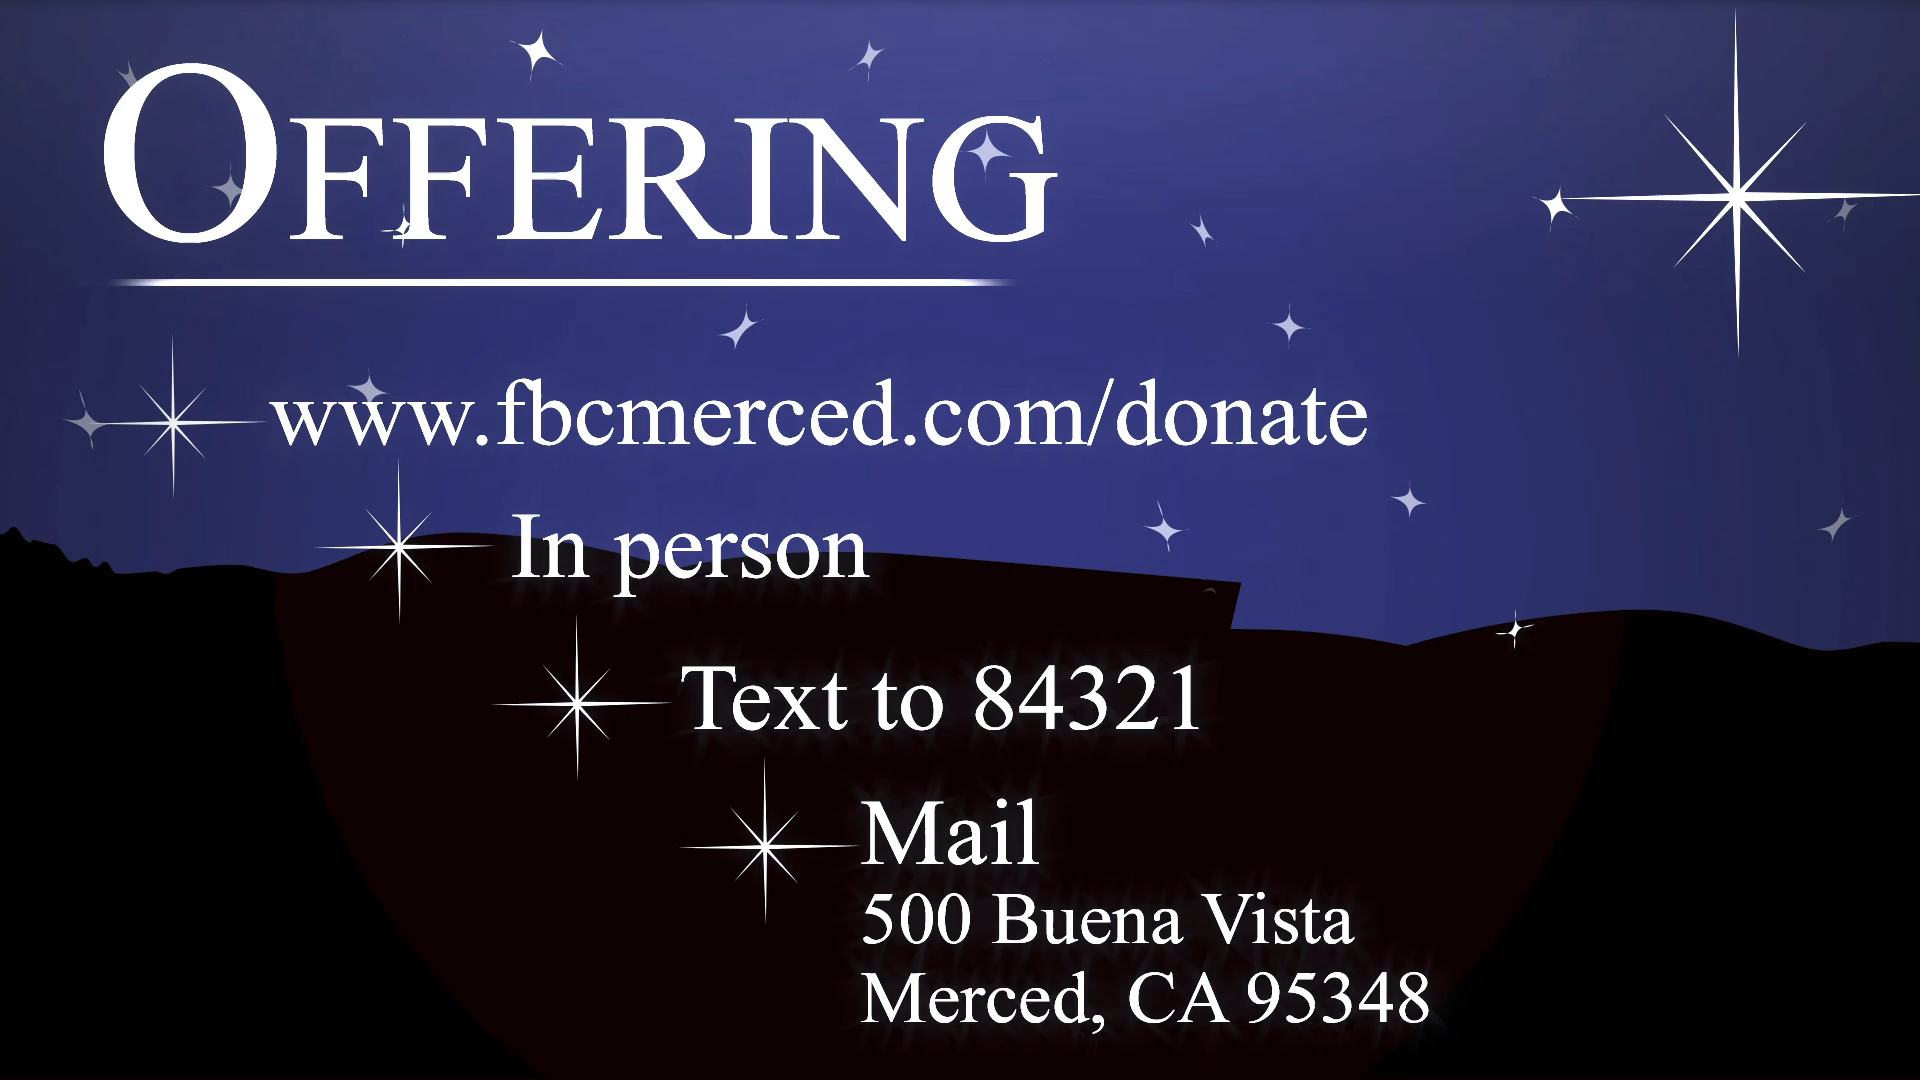 OFFERING
www.fbcmerced.com/donate
In person
Text to 84321
Mail
500 Buena Vista
Merced, CA 95348